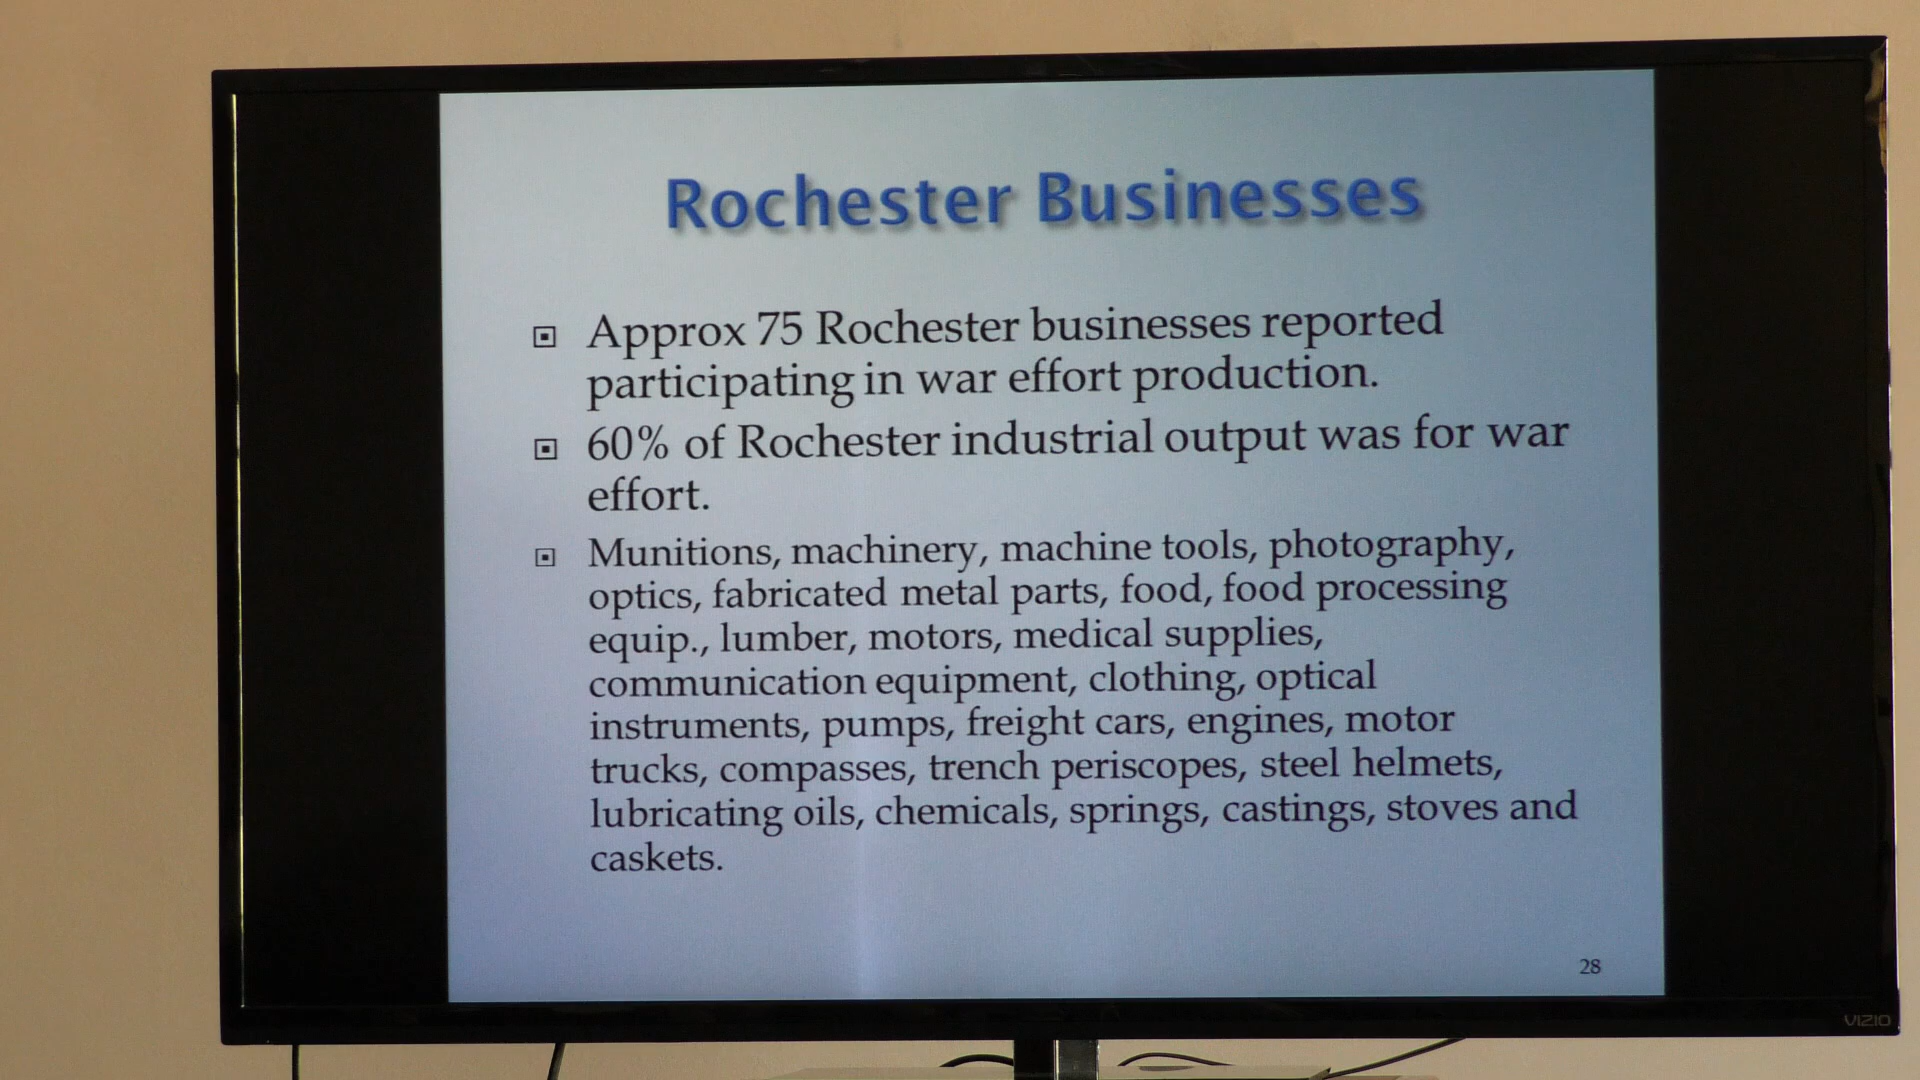 Rochester Businesses
Approx 75 Rochester businesses reported
participating in war effort production.
60% of Rochester industrial output was for war
effort.
Munitions, machinery, machine tools, photography,
optics, fabricated metal parts, food, food processing
equip., lumber, motors, medical supplies,
communication equipment, clothing, optical
instruments, pumps, freight cars, engines, motor
trucks, compasses, trench periscopes, steel helmets,
lubricating oils, chemicals, springs, castings, stoves and
caskets.
28
VIZIO